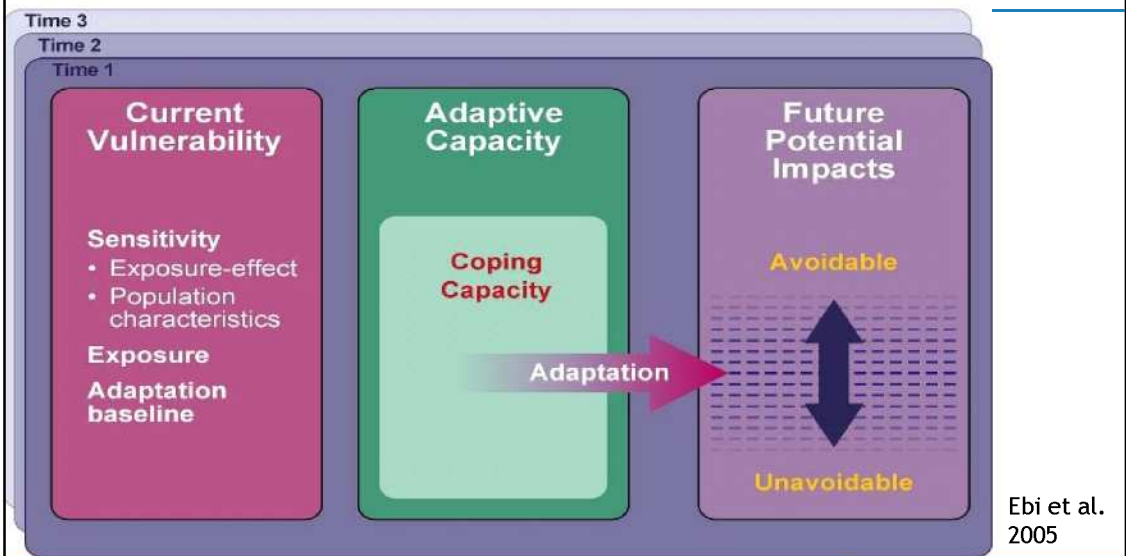 Time 3
Time 2
Time 1
Current
Vulnerability
Sensitivity
• Exposure-effect
• Population
characteristics
Exposure
Adaptation
baseline
Adaptive
Capacity
Coping
Capacity
Adaptation
Future
Potential
Impacts
Avoidable
Unavoidable
Ebi et al.
2005